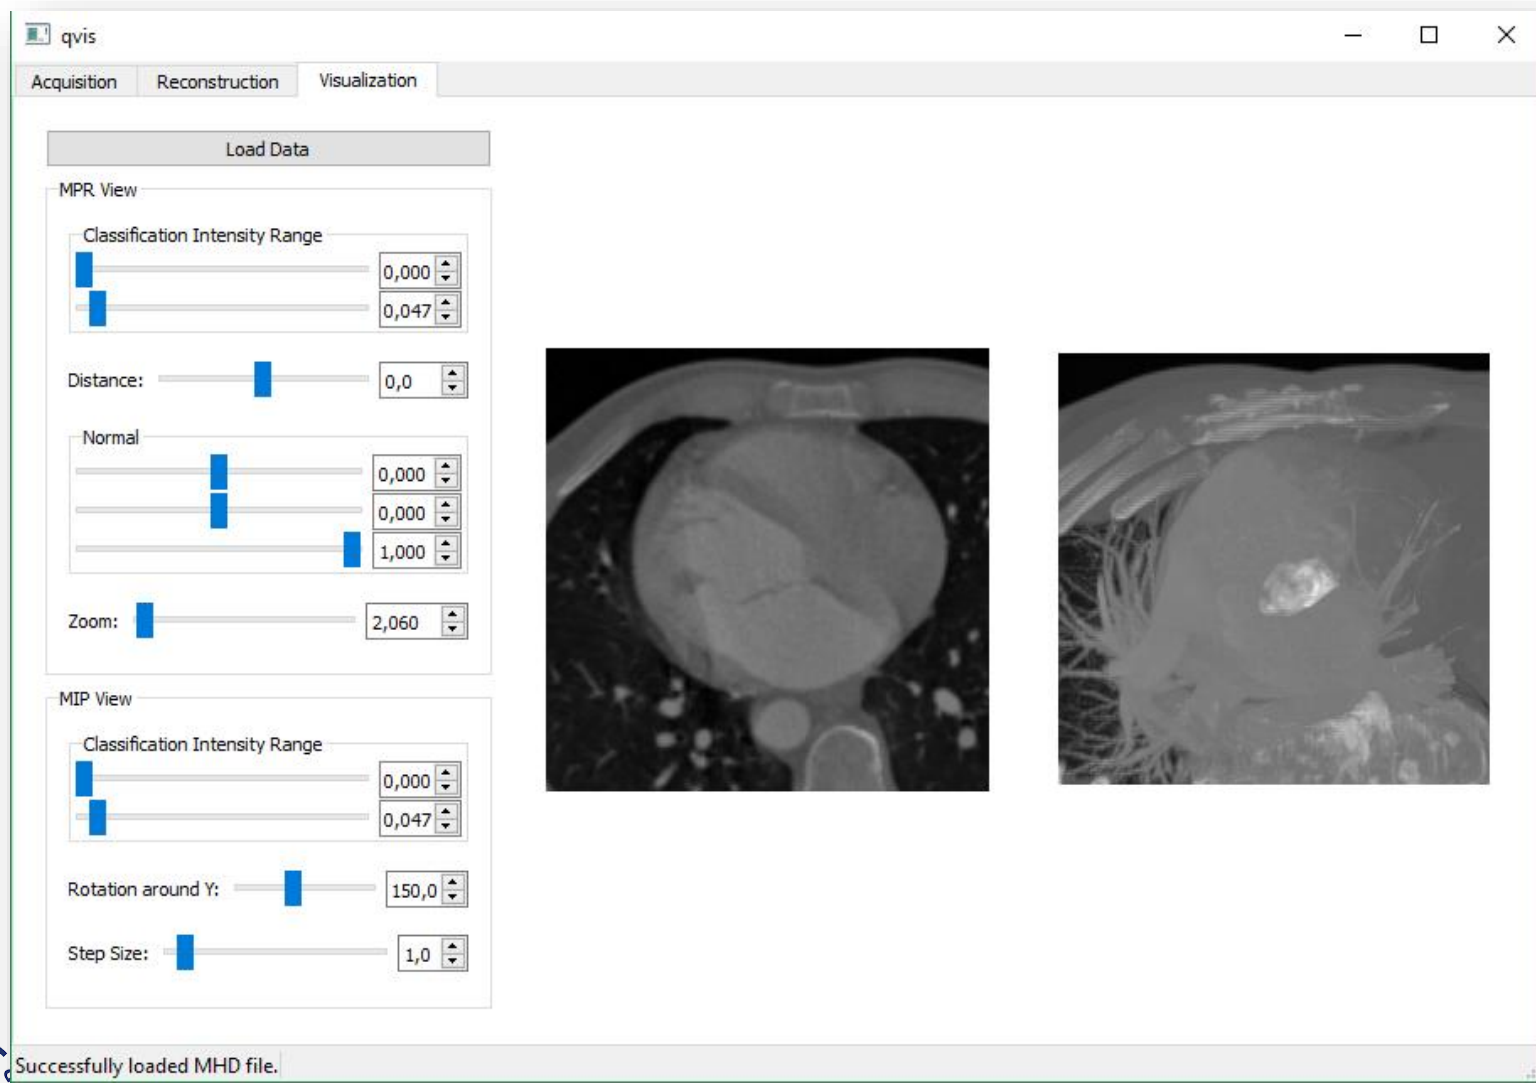 qvis
Acquisition Reconstruction Visualization
Load Data
MPR View
Classification Intensity Range
0,000
0,047
Distance: 0,0
Normal
0,000
0,000
1,000
Zoom: 2,060
MIP View
Classification Intensity Range
0,000
0,047
Rotation around Y: 150,0
Step Size: 1,0
Successfully loaded MHD file.